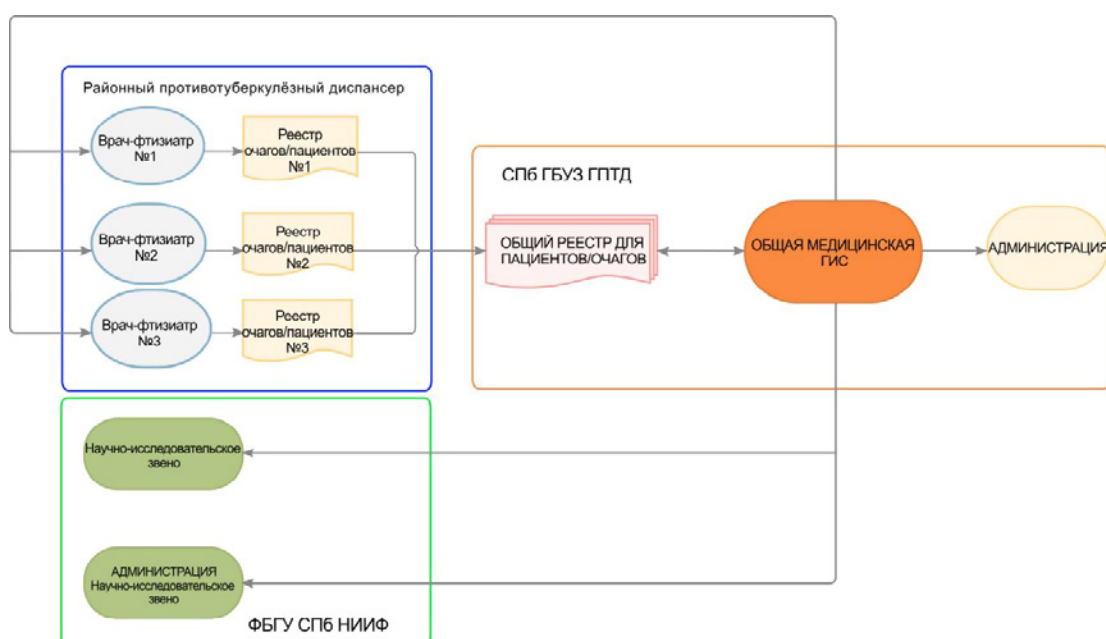 Районный противотуберкулёзный диспансер
Врач-фтизиатр
№1
Реестр
очагов/пациентов
№1
Врач-фтизиатр
№2
Реестр
очагов/пациентов
№2
Врач-фтизиатр
№3
Реестр
очагов/пациентов
№3
СПб ГБУЗ ГПТД
ОБЩИЙ РЕЕСТР ДЛЯ
ПАЦИЕНТОВ/ОЧАГОВ
ОБЩАЯ МЕДИЦИНСКАЯ
ГИС
АДМИНИСТРАЦИЯ
Научно-исследовательское
звено
АДМИНИСТРАЦИЯ
Научно-исследовательское
звено
ФБГУ СПб НИИФ